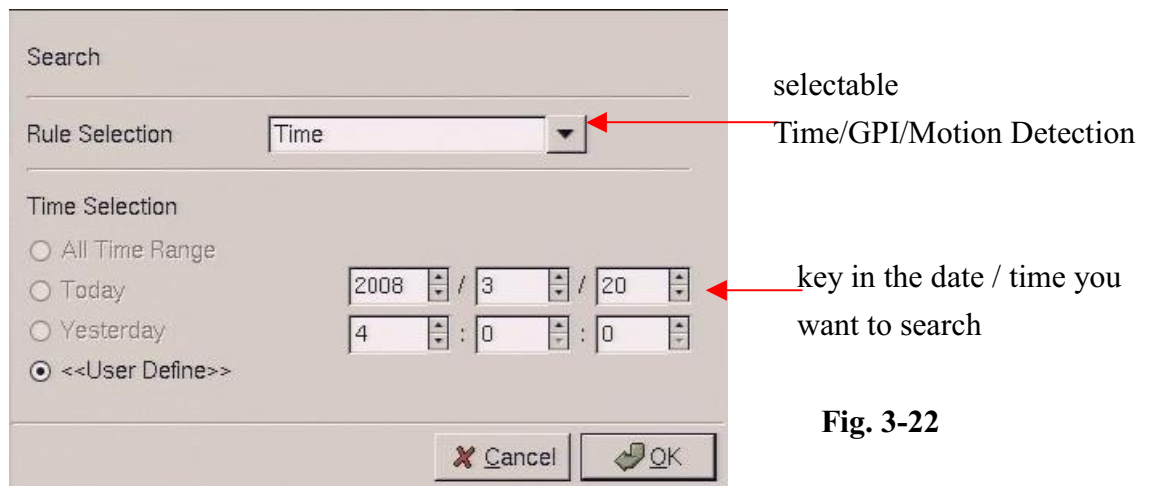 Search
selectable
Rule Selection Time
Time/GPI/Motion Detection
Time Selection
All Time Range
Today 2008 / 3 / 20
key in the date / time you
Yesterday 4 : 0 : 0
want to search
<<User Define>>
Fig. 3-22
Cancel OK